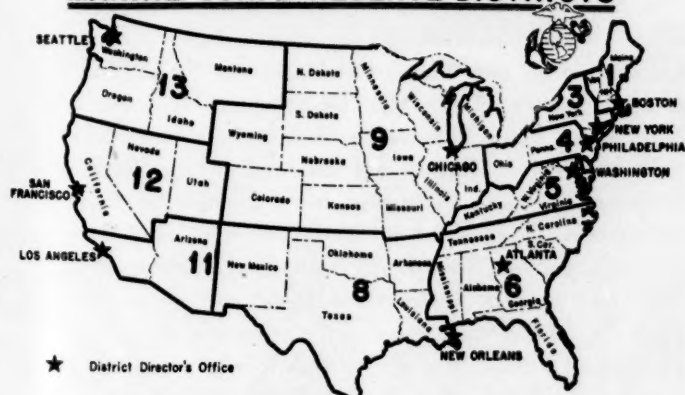 SEATTLE
Washington
Montana
N. Dakota
Minnesota
Oregon
13
Idaho
S. Dakota
Wisconsin
Michigan
Maine
1
3
New York
BOSTON
NEW YORK
PHILADELPHIA
WASHINGTON
Wyoming
9
Iowa
CHICAGO
Ohio
4
Penna.
Nevada
12
Utah
Nebraska
Illinois
Ind.
5
Virginia
SAN
FRANCISCO
California
Colorado
Kansas
Missouri
Kentucky
Tennessee
N. Carolina
S. Car.
LOS ANGELES
Arizona
11
New Mexico
Oklahoma
Arkansas
8
Texas
Louisiana
Mississippi
Alabama
ATLANTA
6
Georgia
Florida
NEW ORLEANS
★ District Director's Office